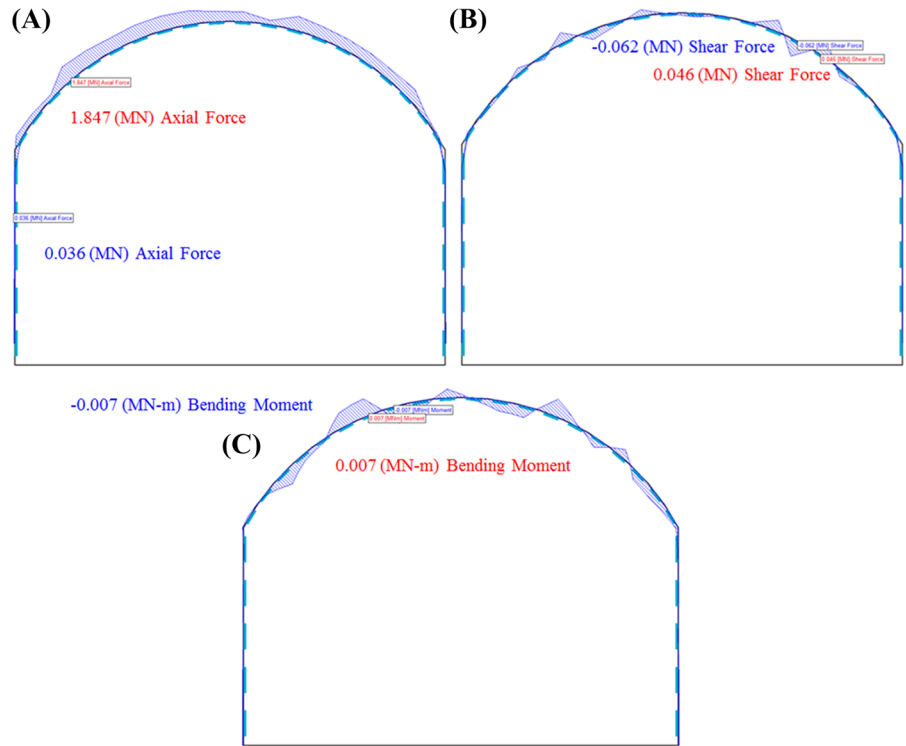 (A)
(B)
-0.062 (MN) Shear Force
-0.062 [MN] Shear Force
0.046 [MN] Shear Force
0.046 (MN) Shear Force
1.847 [MN] Axial Force
1.847 (MN) Axial Force
0.036 [MN] Axial Force
0.036 (MN) Axial Force
-0.007 (MN-m) Bending Moment
-0.007 [MNm] Moment
0.007 [MNm] Moment
(C)
0.007 (MN-m) Bending Moment